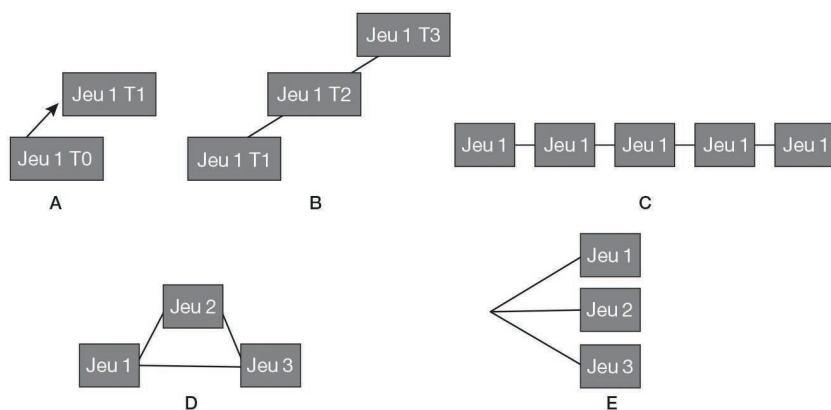 Jeu 1 T1
Jeu 1 T0
A
Jeu 1 T3
Jeu 1 T2
Jeu 1 T1
B
Jeu 1
Jeu 1
Jeu 1
Jeu 1
Jeu 1
C
Jeu 2
Jeu 1
Jeu 3
D
Jeu 1
Jeu 2
Jeu 3
E